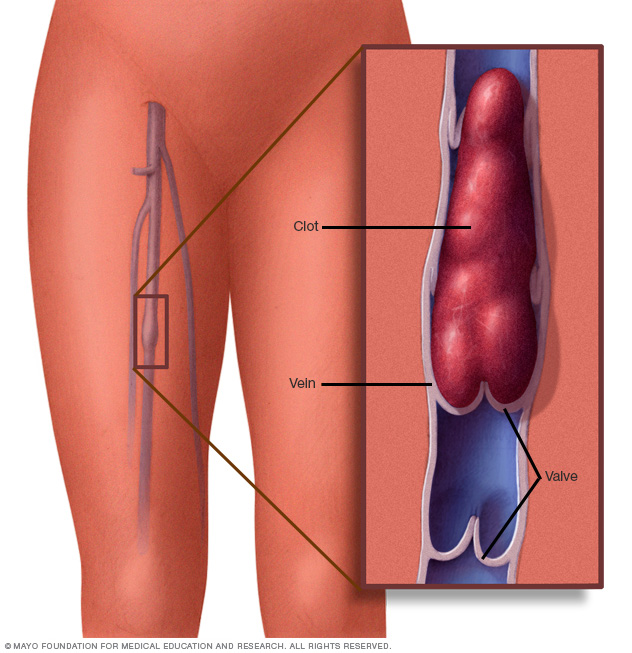 Clot
Vein
Valve
© MAYO FOUNDATION FOR MEDICAL EDUCATION AND RESEARCH. ALL RIGHTS RESERVED.